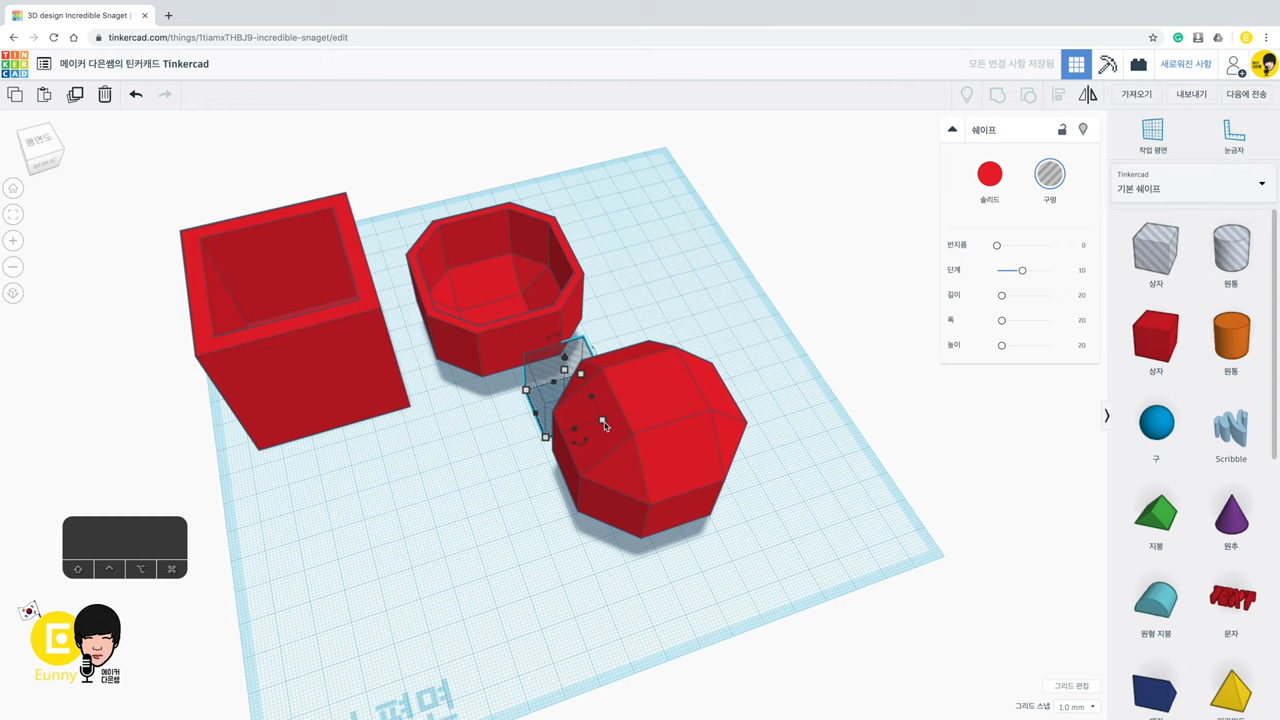 3D design Incredible Snaget |
tinkercad.com/things/1tiamxTHBJ9-incredible-snaget/edit
TIN
KER
CAD
메이커 다은쌤의 틴커캐드 Tinkercad
모든 변경 사항 저장됨
새로워진 사항
가져오기
내보내기
다음에 전송
평면도
쉐이프
솔리드
구멍
반지름
0
단계
10
길이
20
폭
20
높이
20
작업 평면
눈금자
Tinkercad
기본 쉐이프
상자
원통
상자
원통
구
Scribble
지붕
원추
원형 지붕
TEXT
문자
Eunny
메이커
다은쌤
그리드 편집
그리드 스냅
1.0 mm